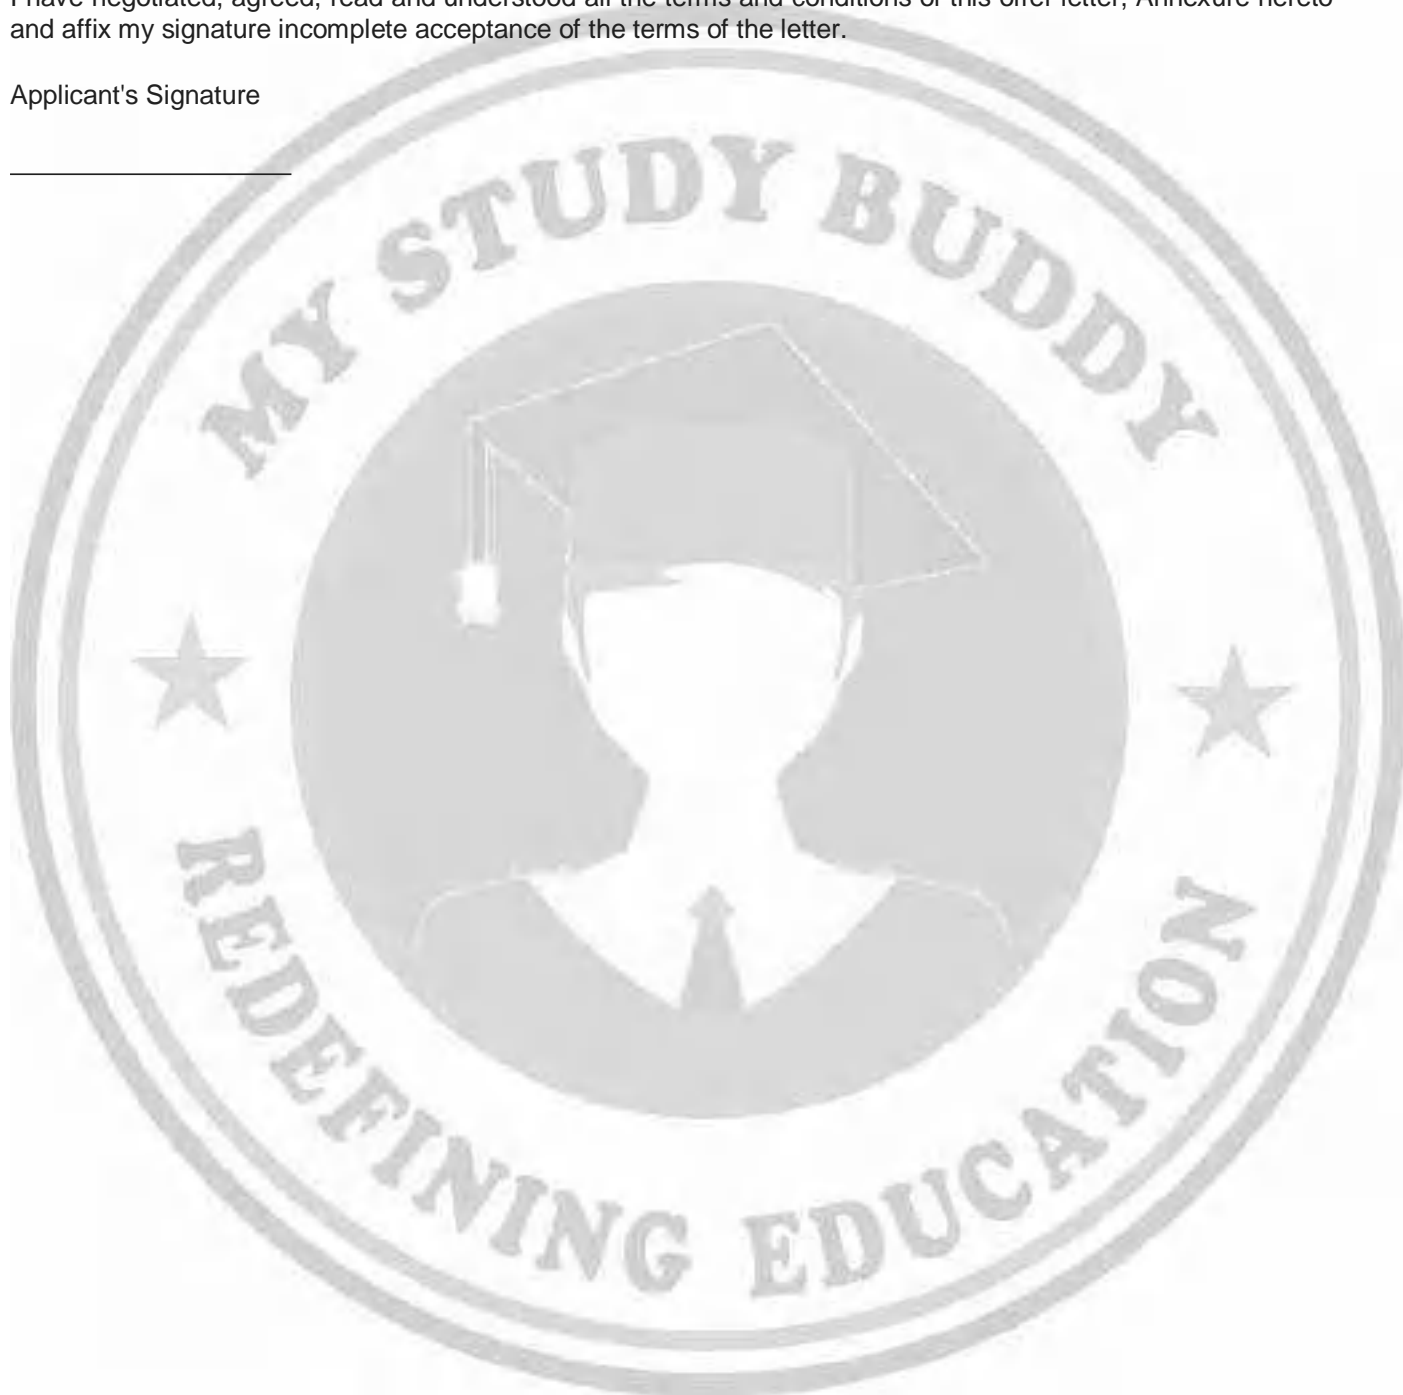 I have negotiated, agreed, read and understood all the terms and conditions of this offer letter, Annexure hereto
and affix my signature incomplete acceptance of the terms of the letter.
Applicant's Signature
MY STUDY BUDDY
REDEFINING EDUCATION